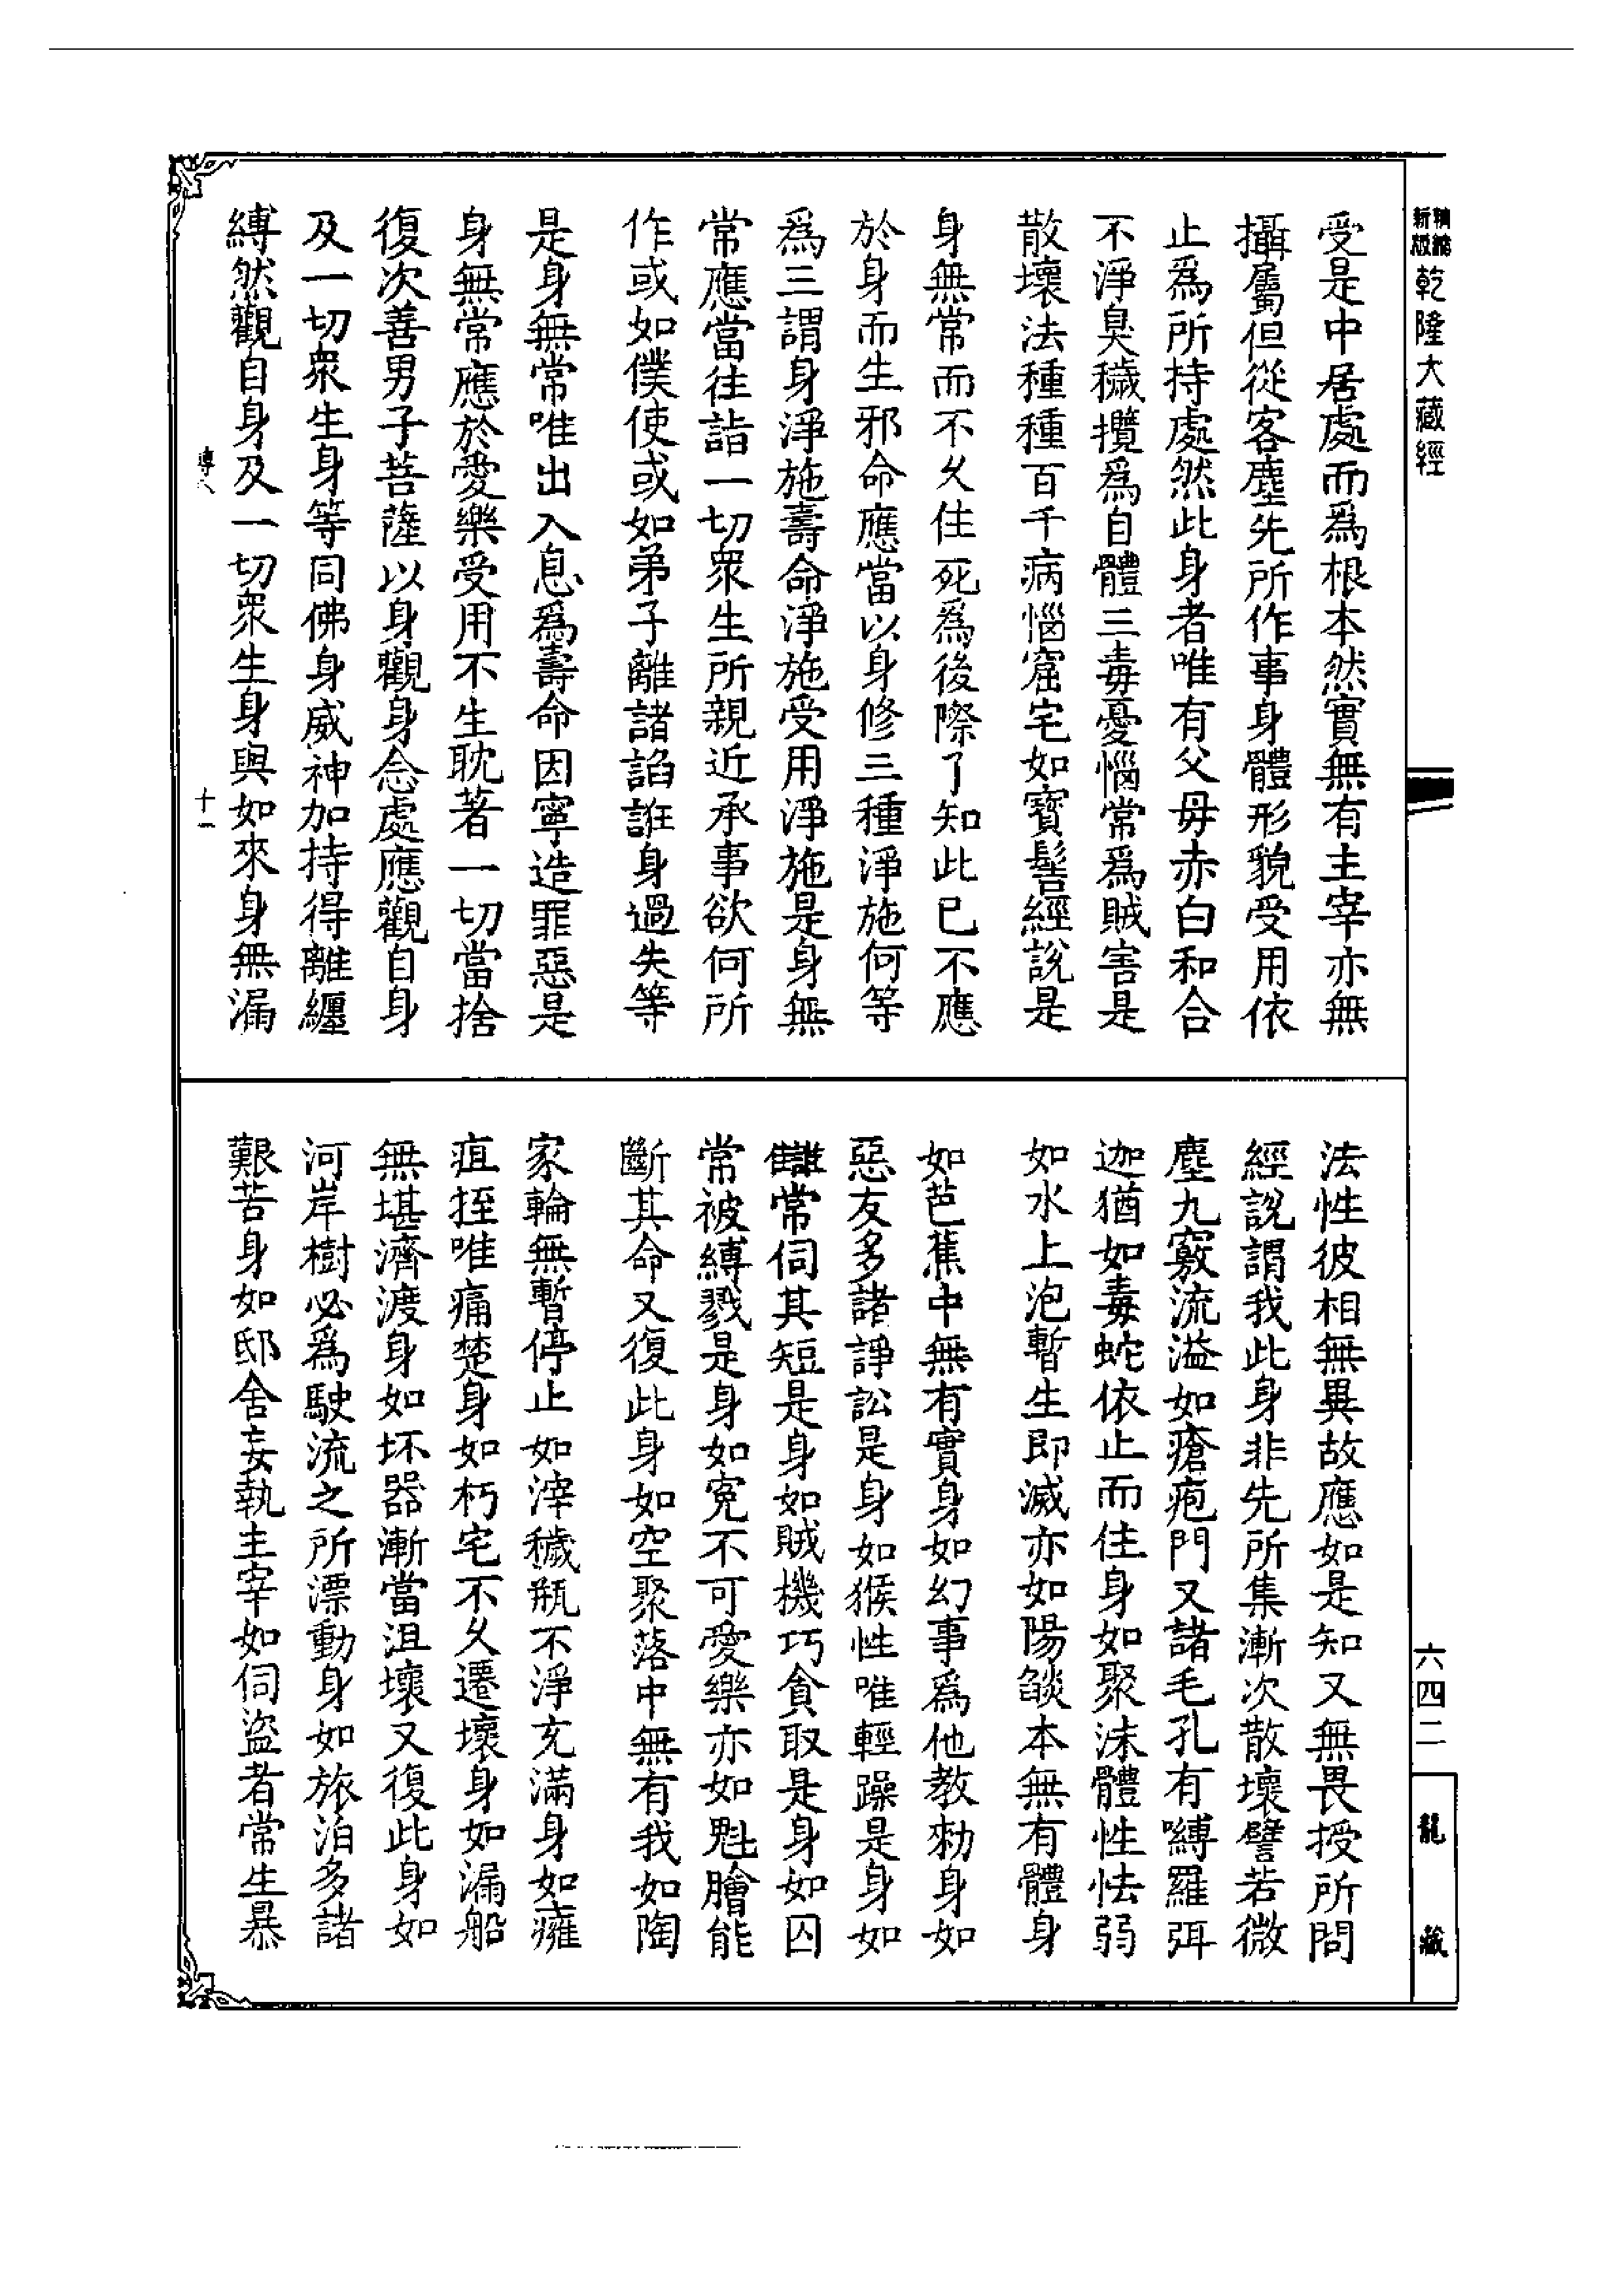 精編新版
乾隆大藏經
受是中居處而為根本然實無有主宰亦無
攝屬但從客塵先所作事身體形貌受用依
止為所持處然此身者唯有父母赤白和合
不淨臭穢攬為自體三毒憂惱常為賊害是
散壞法種種百千病惱窟宅如寶髻經說是
身無常而不久住死為後際了知此已不應
於身而生邪命應當以身修三種淨施何等
為三謂身淨施壽命淨施受用淨施是身無
常應當往詣一切眾生所親近承事欲何所
作或如僕使或如弟子離諸諂誑身過失等
是身無常唯出入息為壽命因寧造罪惡是
身無常應於愛樂受用不生耽著一切當捨
復次善男子菩薩以身觀身念處應觀自身
及一切眾生身等同佛身威神加持得離纏
縛然觀自身及一切眾生身與如來身無漏
十一
法性彼相無異故應如是知又無畏授所問
經說謂我此身非先所集漸次散壞譬若微
塵九竅流溢如瘡疱門又諸毛孔有嚩羅弭
迦猶如毒蛇依止而住身如聚沫體性怯弱
如水上泡暫生即滅亦如陽燄本無有體身
如芭蕉中無有實身如幻事為他教勑身如
惡友多諸諍訟是身如猴性唯輕躁是身如
讎常伺其短是身如賊機巧貪取是身如囚
常被縛戮是身如寃不可愛樂亦如魁膾能
斷其命又復此身如空聚落中無有我如陶
家輪無暫停止如滓穢瓶不淨充滿身如癰
疽挃唯痛楚身如朽宅不久遷壞身如漏船
無堪濟渡身如坏器漸當沮壞又復此身如
河岸樹必為駛流之所漂動身如旅泊多諸
艱苦身如邸舍妄執主宰如伺盜者常生暴
六四二
龍藏